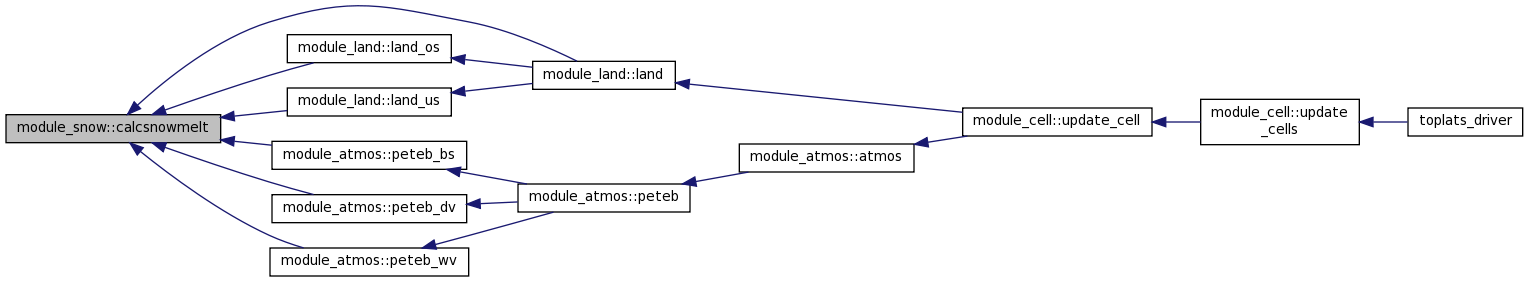 module_snow::calcsnowmelt
module_land::land_os
module_land::land_us
module_atmos::peteb_bs
module_atmos::peteb_dv
module_atmos::peteb_wv
module_land::land
module_atmos::peteb
module_atmos::atmos
module_cell::update_cell
module_cell::update
_cells
toplats_driver